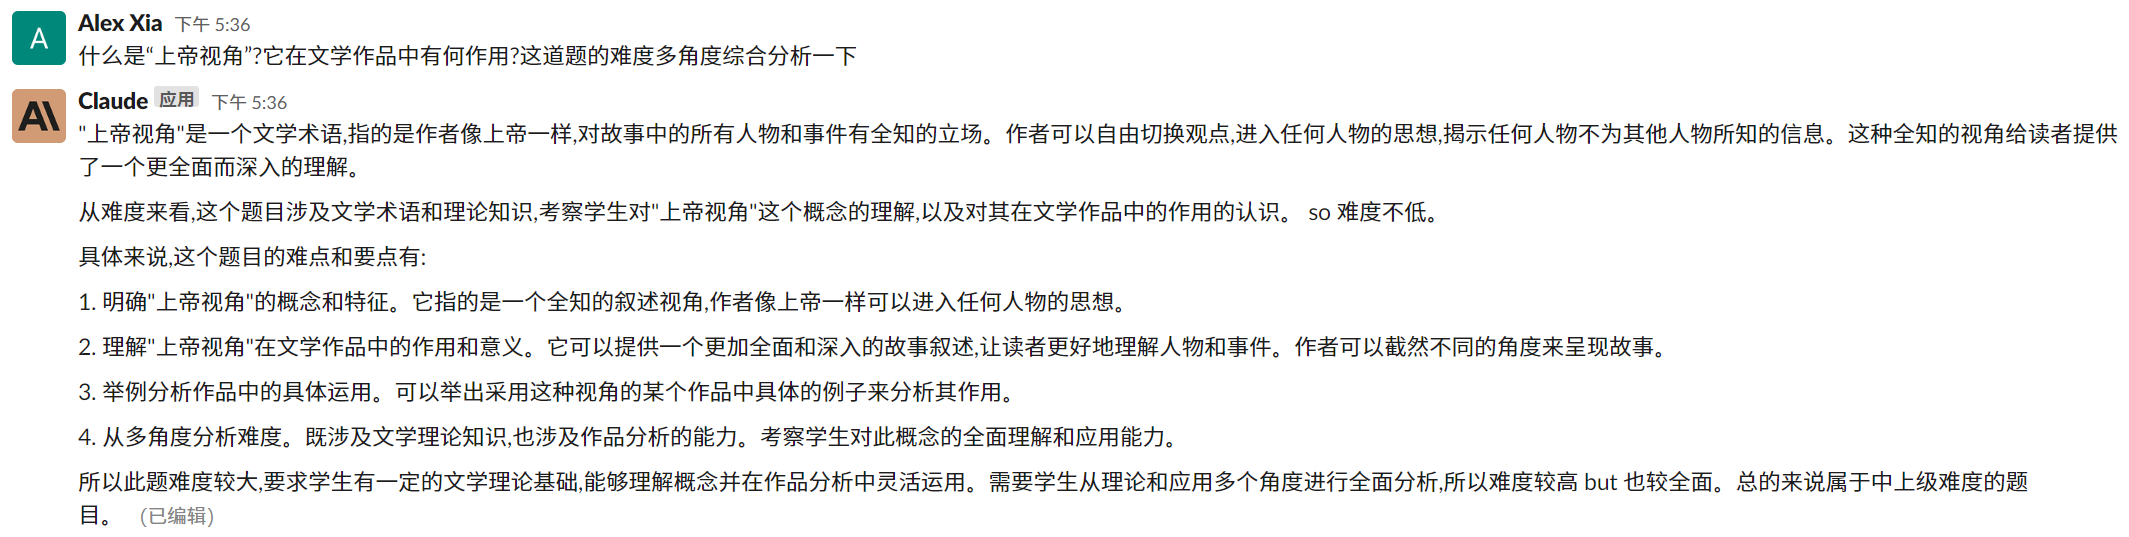 A
Alex Xia 下午 5:36
什么是“上帝视角”?它在文学作品中有何作用?这道题的难度多角度综合分析一下
Claude 应用 下午 5:36
"上帝视角"是一个文学术语,指的是作者像上帝一样,对故事中的所有人物和事件有全知的立场。作者可以自由切换观点,进入任何人物的思想,揭示任何人物不为其他人物所知的信息。这种全知的视角给读者提供
了一个更全面而深入的理解。
从难度来看,这个题目涉及文学术语和理论知识,考察学生对"上帝视角"这个概念的理解,以及对其在文学作品中的作用的认识。 so 难度不低。
具体来说,这个题目的难点和要点有:
1. 明确"上帝视角"的概念和特征。它指的是一个全知的叙述视角,作者像上帝一样可以进入任何人物的思想。
2. 理解"上帝视角"在文学作品中的作用和意义。它可以提供一个更加全面和深入的故事叙述,让读者更好地理解人物和事件。作者可以截然不同的角度来呈现故事。
3. 举例分析作品中的具体运用。可以举出采用这种视角的某个作品中具体的例子来分析其作用。
4. 从多角度分析难度。既涉及文学理论知识,也涉及作品分析的能力。考察学生对此概念的全面理解和应用能力。
所以此题难度较大,要求学生有一定的文学理论基础,能够理解概念并在作品分析中灵活运用。需要学生从理论和应用多个角度进行全面分析,所以难度较高 but 也较全面。总的来说属于中上级难度的题
目。 (已编辑)